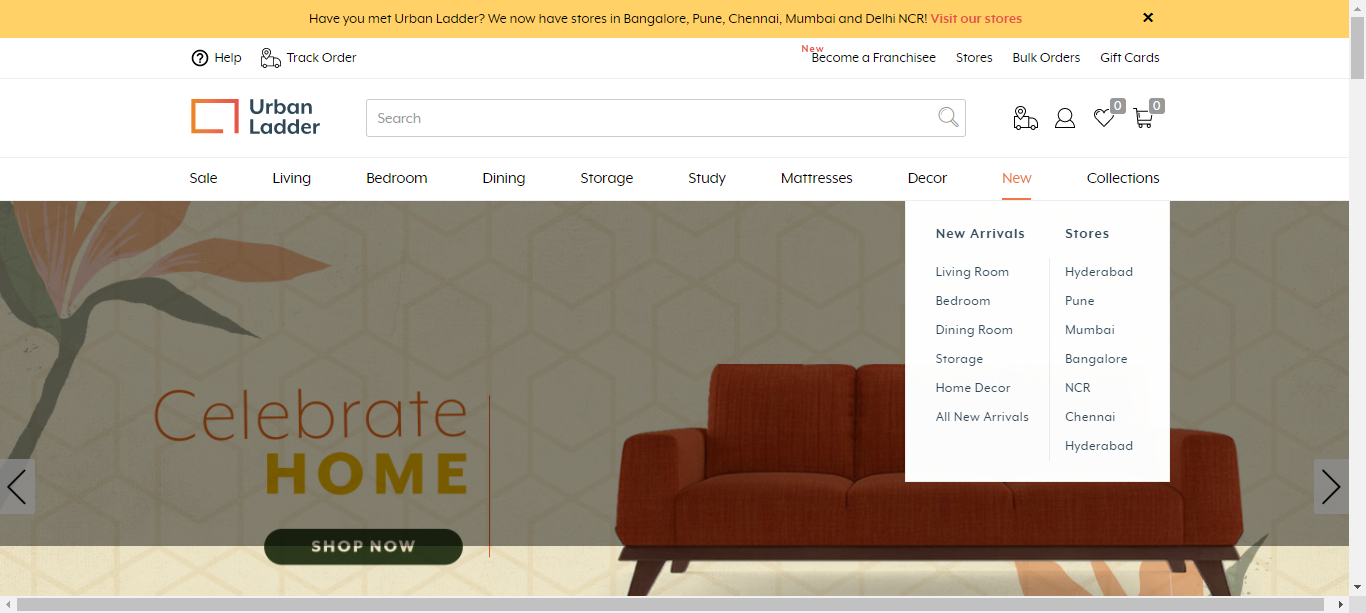 Have you met Urban Ladder? We now have stores in Bangalore, Pune, Chennai, Mumbai and Delhi NCR! Visit our stores
Help Track Order New Become a Franchisee Stores Bulk Orders Gift Cards
Urban
Ladder
Search
0 0
Sale Living Bedroom Dining Storage Study Mattresses Decor New Collections
New Arrivals
Living Room
Bedroom
Dining Room
Storage
Home Decor
All New Arrivals
Stores
Hyderabad
Pune
Mumbai
Bangalore
NCR
Chennai
Hyderabad
Celebrate
HOME
SHOP NOW